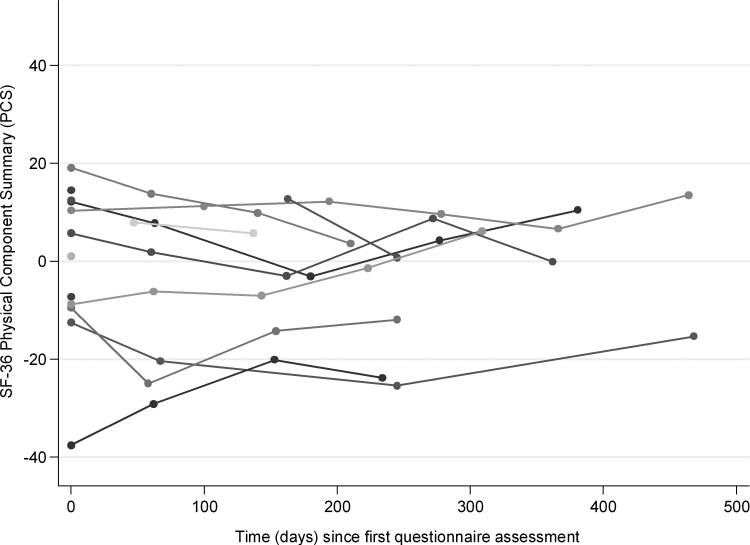 SF-36 Physical Component Summary (PCS)
40
20
0
-20
-40
0 100 200 300 400 500
Time (days) since first questionnaire assessment